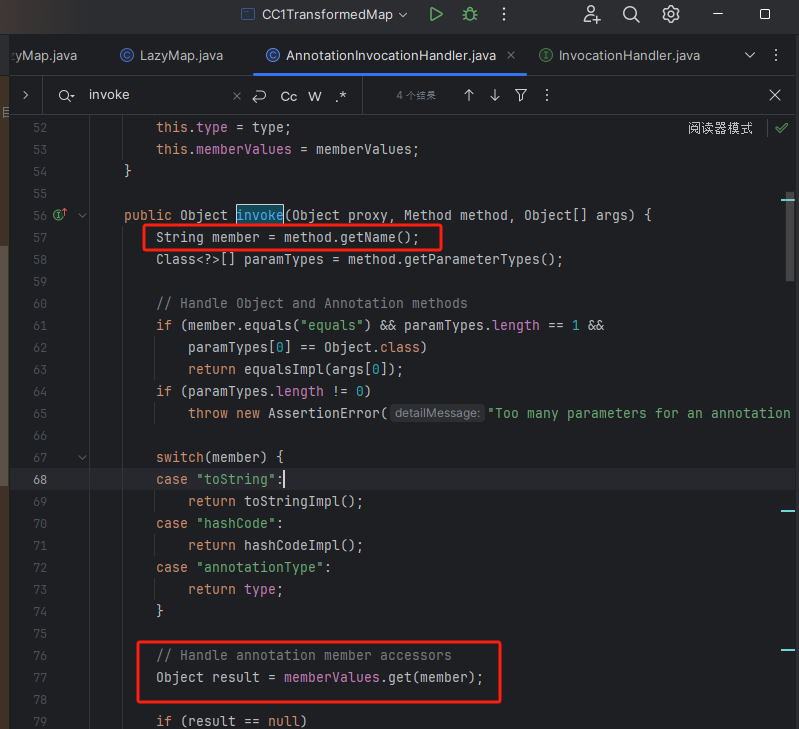 CC1TransformedMap
zyMap.java
LazyMap.java
AnnotationInvocationHandler.java
InvocationHandler.java
invoke
Cc
W
.*
4 个结果
阅读器模式
52 this.type = type;
53 this.memberValues = memberValues;
54 }
55
56 public Object invoke(Object proxy, Method method, Object[] args) {
57 String member = method.getName();
58 Class<?>[] paramTypes = method.getParameterTypes();
59
60 // Handle Object and Annotation methods
61 if (member.equals("equals") && paramTypes.length == 1 &&
62 paramTypes[0] == Object.class)
63 return equalsImpl(args[0]);
64 if (paramTypes.length != 0)
65 throw new AssertionError( detailMessage: "Too many parameters for an annotation
66
67 switch(member) {
68 case "toString":
69 return toStringImpl();
70 case "hashCode":
71 return hashCodeImpl();
72 case "annotationType":
73 return type;
74 }
75
76 // Handle annotation member accessors
77 Object result = memberValues.get(member);
78
79 if (result == null)